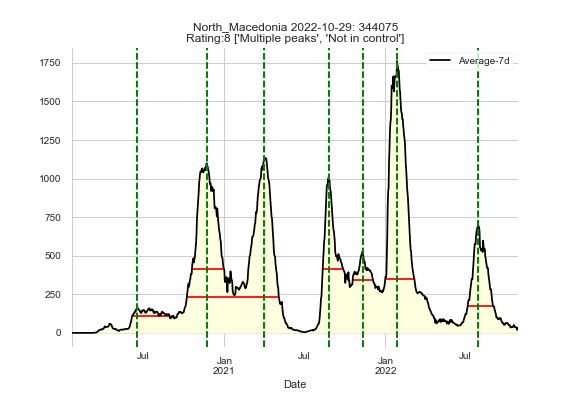 North_Macedonia 2022-10-29: 344075
Rating:8 ['Multiple peaks', 'Not in control']
Average-7d
1750
1500
1250
1000
750
500
250
0
Jul
Jan
2021
Jul
Jan
2022
Jul
Date